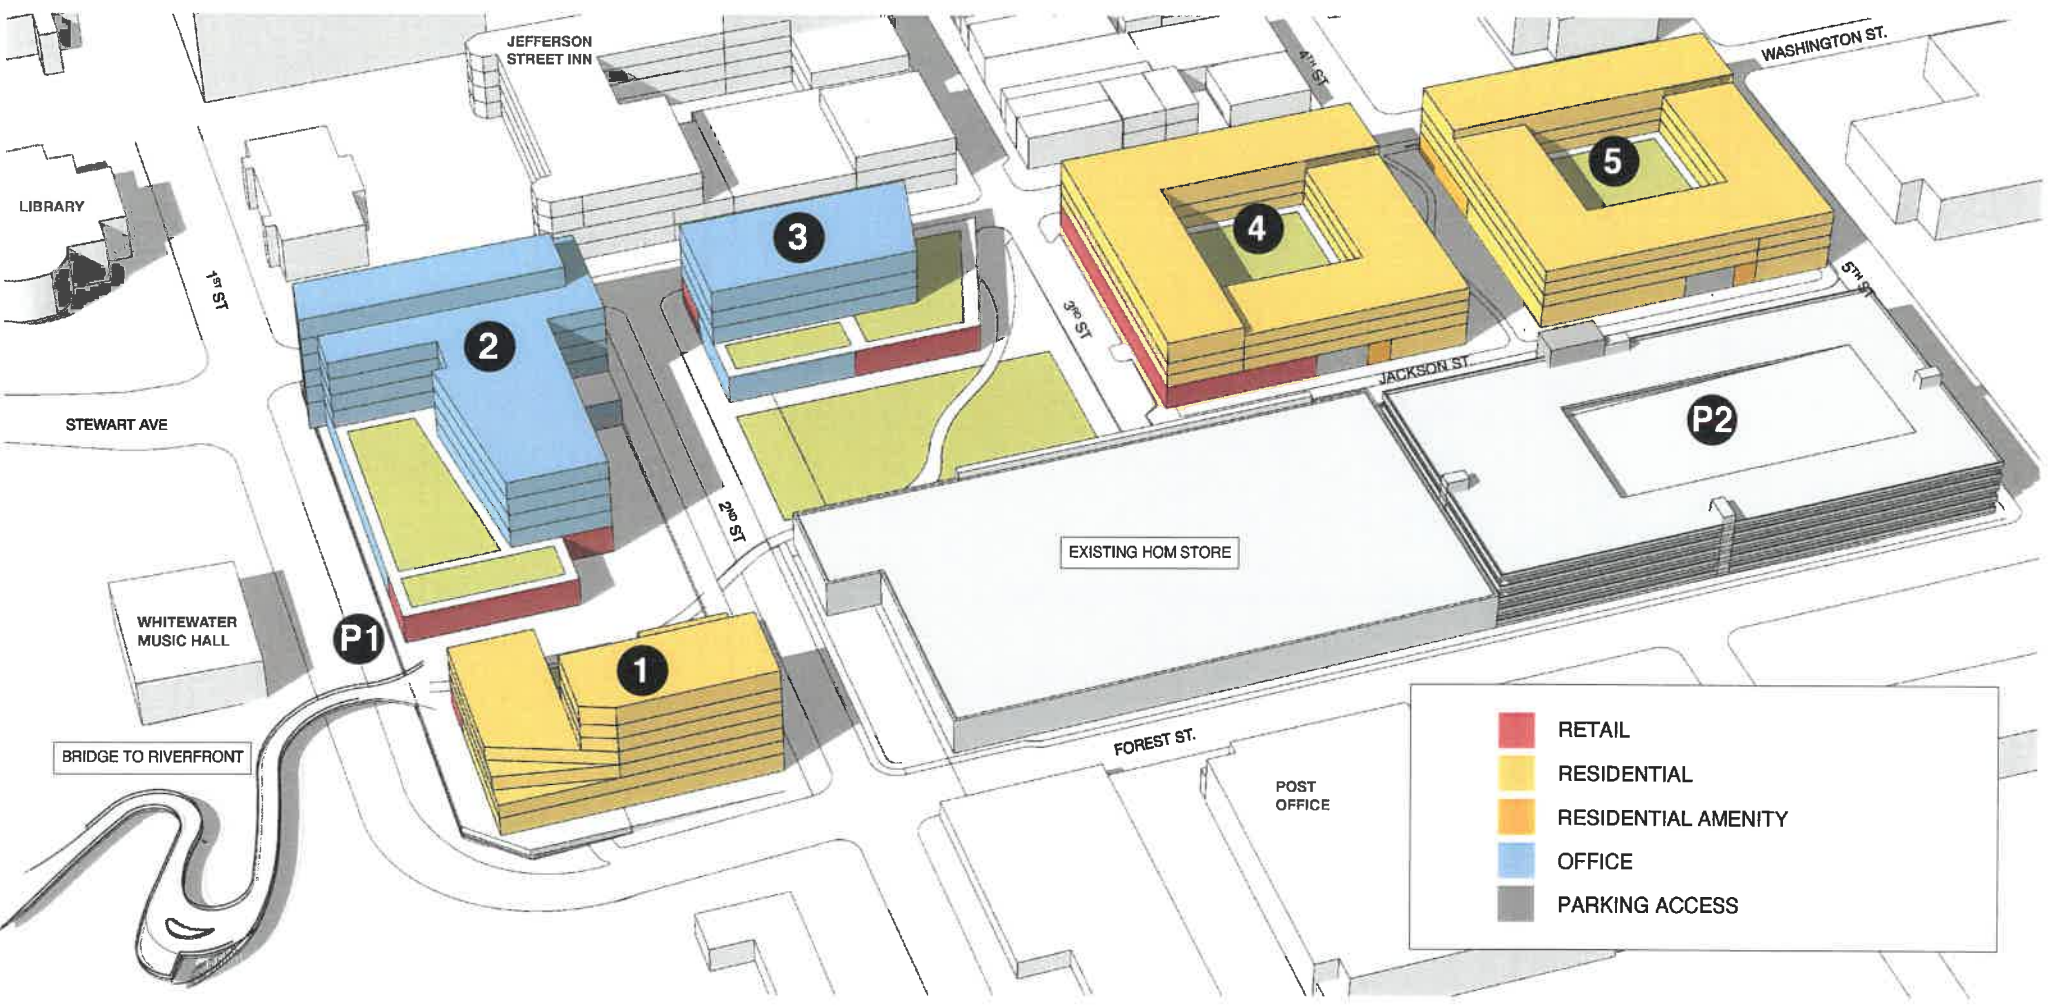 JEFFERSON
STREET INN
4TH ST
WASHINGTON ST.
LIBRARY
1ST ST
STEWART AVE
2
3
4
5
3RD ST
5TH ST
JACKSON ST.
P2
2ND ST
EXISTING HOM STORE
WHITEWATER
MUSIC HALL
P1
1
BRIDGE TO RIVERFRONT
FOREST ST.
POST
OFFICE
RETAIL
RESIDENTIAL
RESIDENTIAL AMENITY
OFFICE
PARKING ACCESS